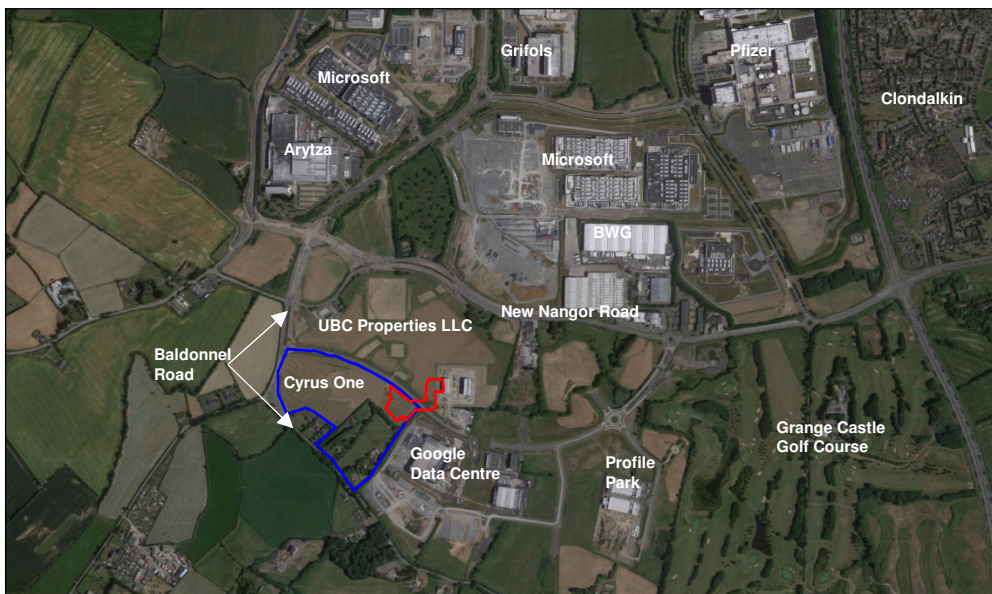 Grifols
Pfizer
Microsoft
Clondalkin
Arytza
Microsoft
BWG
New Nangor Road
UBC Properties LLC
Baldonnel
Road
Cyrus One
Grange Castle
Golf Course
Google
Data Centre
Profile
Park